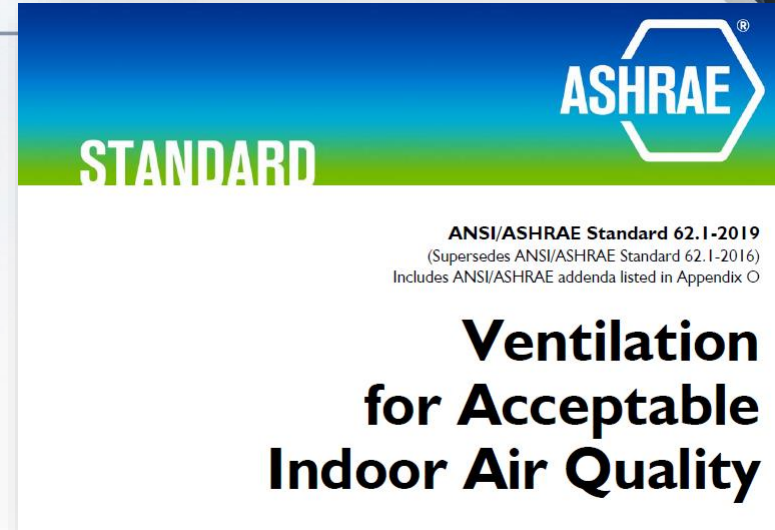 ASHRAE®
STANDARD
ANSI/ASHRAE Standard 62.1-2019
(Supersedes ANSI/ASHRAE Standard 62.1-2016)
Includes ANSI/ASHRAE addenda listed in Appendix O
Ventilation
for Acceptable
Indoor Air Quality